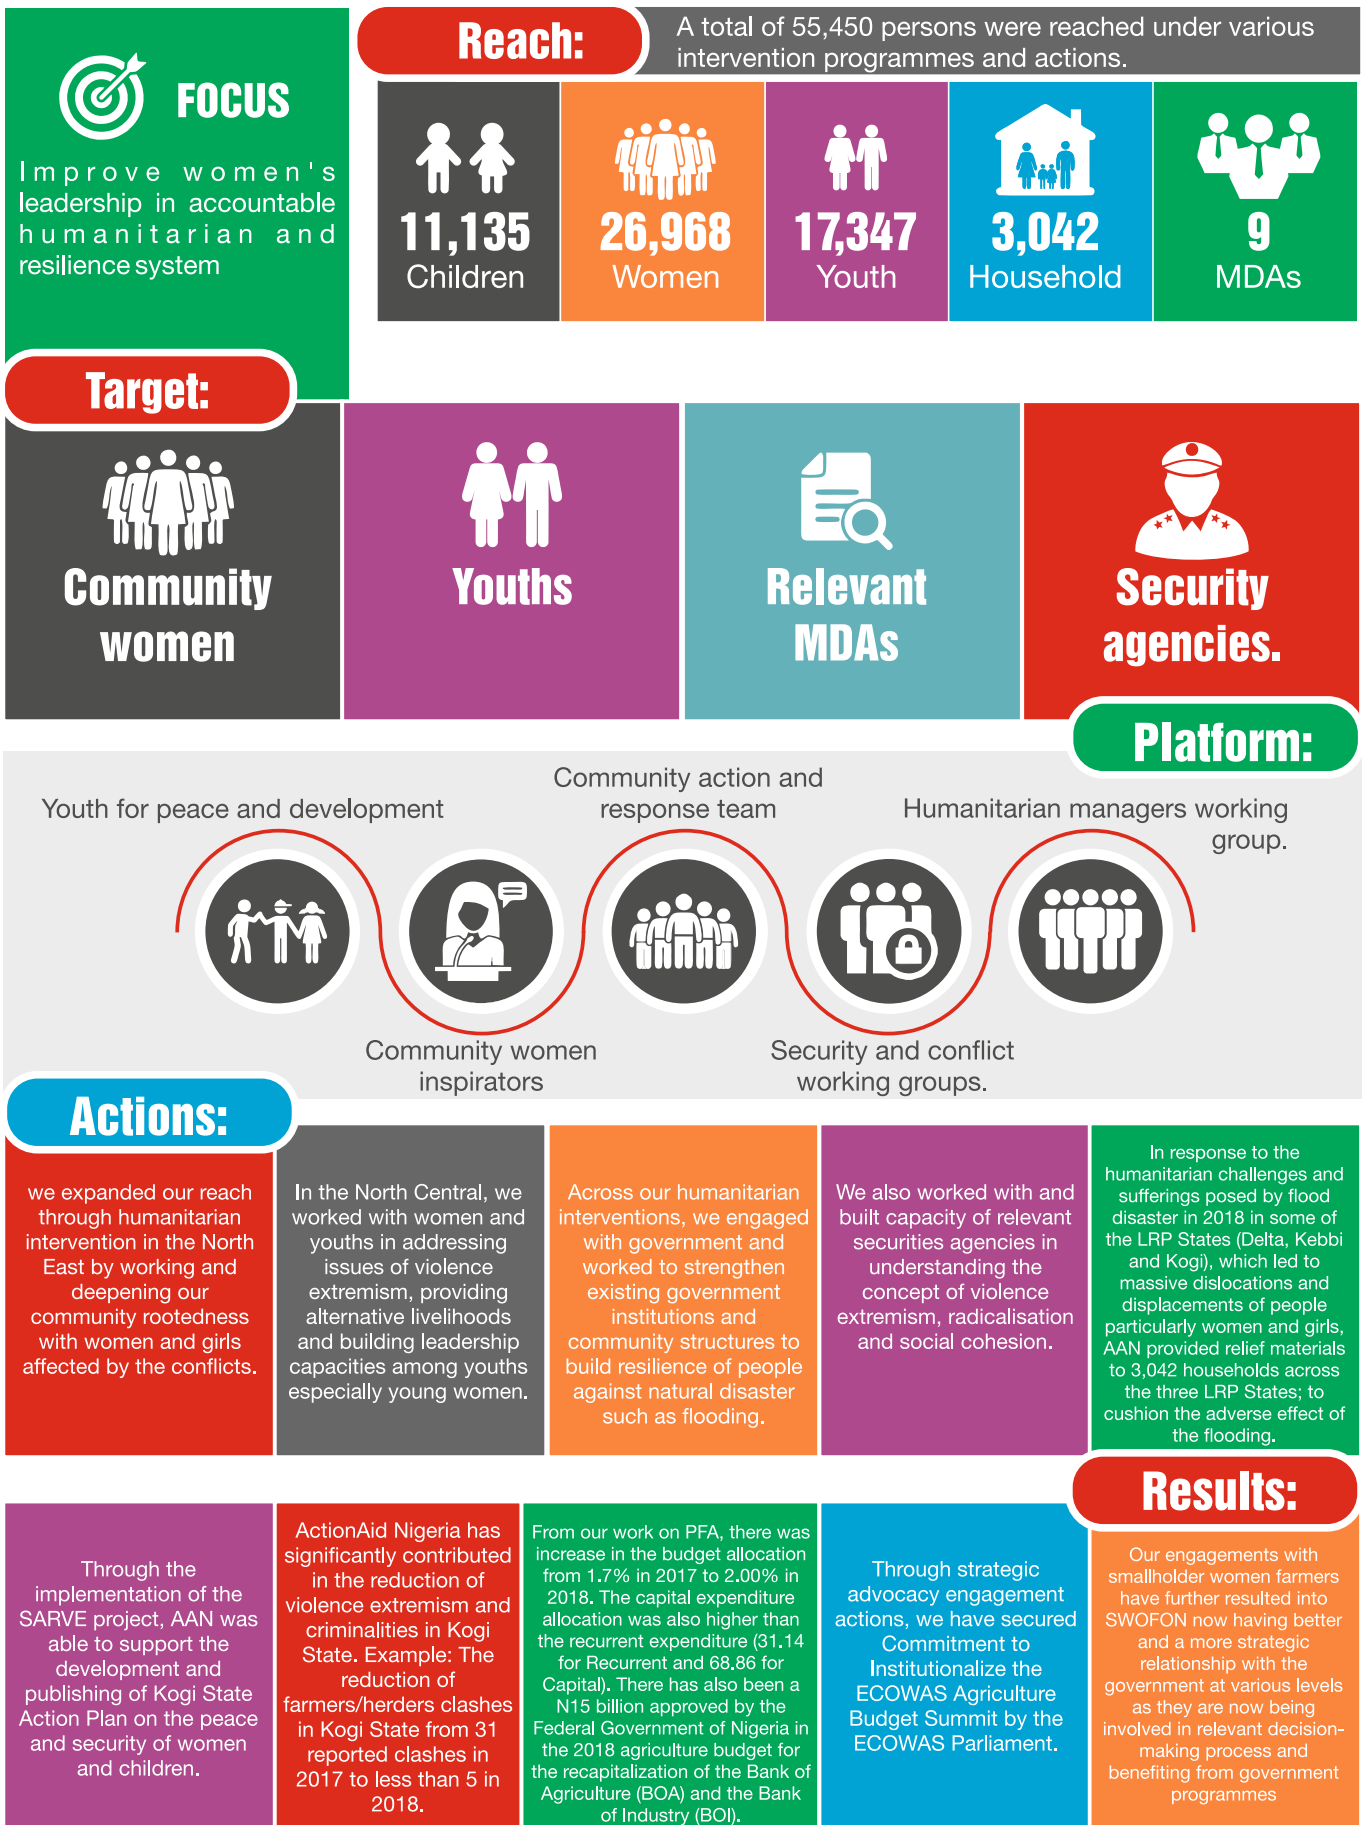 FOCUS
Improve women's
leadership in accountable
humanitarian and
resilience system
Reach:
A total of 55,450 persons were reached under various
intervention programmes and actions.
11,135
Children
26,968
Women
17,347
Youth
3,042
Household
9
MDAs
Target:
Community
women
Youths
Relevant
MDAs
Security
agencies.
Platform:
Youth for peace and development
Community women
inspirators
Community action and
response team
Security and conflict
working groups.
Humanitarian managers working
group.
Actions:
we expanded our reach
through humanitarian
intervention in the North
East by working and
deepening our
community rootedness
with women and girls
affected by the conflicts.
In the North Central, we
worked with women and
youths in addressing
issues of violence
extremism, providing
alternative livelihoods
and building leadership
capacities among youths
especially young women.
Across our humanitarian
interventions, we engaged
with government and
worked to strengthen
existing government
institutions and
community structures to
build resilience of people
against natural disaster
such as flooding.
We also worked with and
built capacity of relevant
securities agencies in
understanding the
concept of violence
extremism, radicalisation
and social cohesion.
In response to the
humanitarian challenges and
sufferings posed by flood
disaster in 2018 in some of
the LRP States (Delta, Kebbi
and Kogi), which led to
massive dislocations and
displacements of people
particularly women and girls,
AAN provided relief materials
to 3,042 households across
the three LRP States; to
cushion the adverse effect of
the flooding.
Results:
Through the
implementation of the
SARVE project, AAN was
able to support the
development and
publishing of Kogi State
Action Plan on the peace
and security of women
and children.
ActionAid Nigeria has
significantly contributed
in the reduction of
violence extremism and
criminalities in Kogi
State. Example: The
reduction of
farmers/herders clashes
in Kogi State from 31
reported clashes in
2017 to less than 5 in
2018.
From our work on PFA, there was
increase in the budget allocation
from 1.7% in 2017 to 2.00% in
2018. The capital expenditure
allocation was also higher than
the recurrent expenditure (31.14
for Recurrent and 68.86 for
Capital). There has also been a
N15 billion approved by the
Federal Government of Nigeria in
the 2018 agriculture budget for
the recapitalization of the Bank of
Agriculture (BOA) and the Bank
of Industry (BOI).
Through strategic
advocacy engagement
actions, we have secured
Commitment to
Institutionalize the
ECOWAS Agriculture
Budget Summit by the
ECOWAS Parliament.
Our engagements with
smallholder women farmers
have further resulted into
SWOFON now having better
and a more strategic
relationship with the
government at various levels
as they are now being
involved in relevant decision-
making process and
benefiting from government
programmes